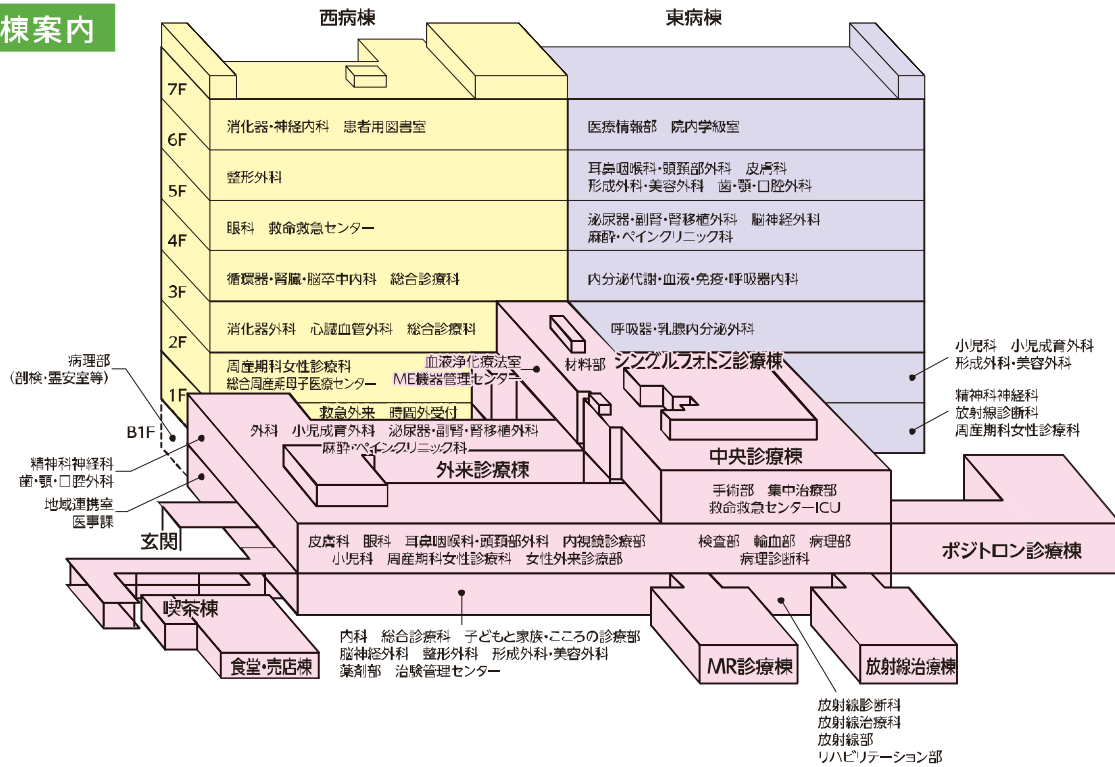 棟案内
西病棟
東病棟
7F
6F
消化器・神経内科 患者用図書室
医療情報部 院内学級室
5F
整形外科
耳鼻咽喉科・頭頚部外科 皮膚科
形成外科・美容外科 歯・顎・口腔外科
4F
眼科 救命救急センター
泌尿器・副腎・腎移植外科 脳神経外科
麻酔・ペインクリニック科
3F
循環器・腎臓・脳卒中内科 総合診療科
内分泌代謝・血液・免疫・呼吸器内科
2F
消化器外科 心臓血管外科 総合診療科
呼吸器・乳腺内分泌外科
小児科 小児成育外科
形成外科・美容外科
1F
周産期科女性診療科
総合周産期母子医療センター
血液浄化療法室
ME機器管理センター
材料部
シングルフォトン診療棟
精神科神経科
放射線診断科
周産期科女性診療科
救急外来 時間外受付
病理部
(剖検・霊安室等)
B1F
外科 小児成育外科 泌尿器・副腎・腎移植外科
麻酔・ペインクリニック科
外来診療棟
中央診療棟
精神科神経科
歯・顎・口腔外科
地域連携室
医事課
手術部 集中治療部
救命救急センターICU
玄関
皮膚科 眼科 耳鼻咽喉科・頭頚部外科 内視鏡診療部
小児科 周産期科女性診療科 女性外来診療部
検査部 輸血部 病理部
病理診断科
ポジトロン診療棟
喫茶棟
食堂・売店棟
内科 総合診療科 子どもと家族・こころの診療部
脳神経外科 整形外科 形成外科・美容外科
薬剤部 治験管理センター
MR診療棟
放射線治療棟
放射線診断科
放射線治療科
放射線部
リハビリテーション部